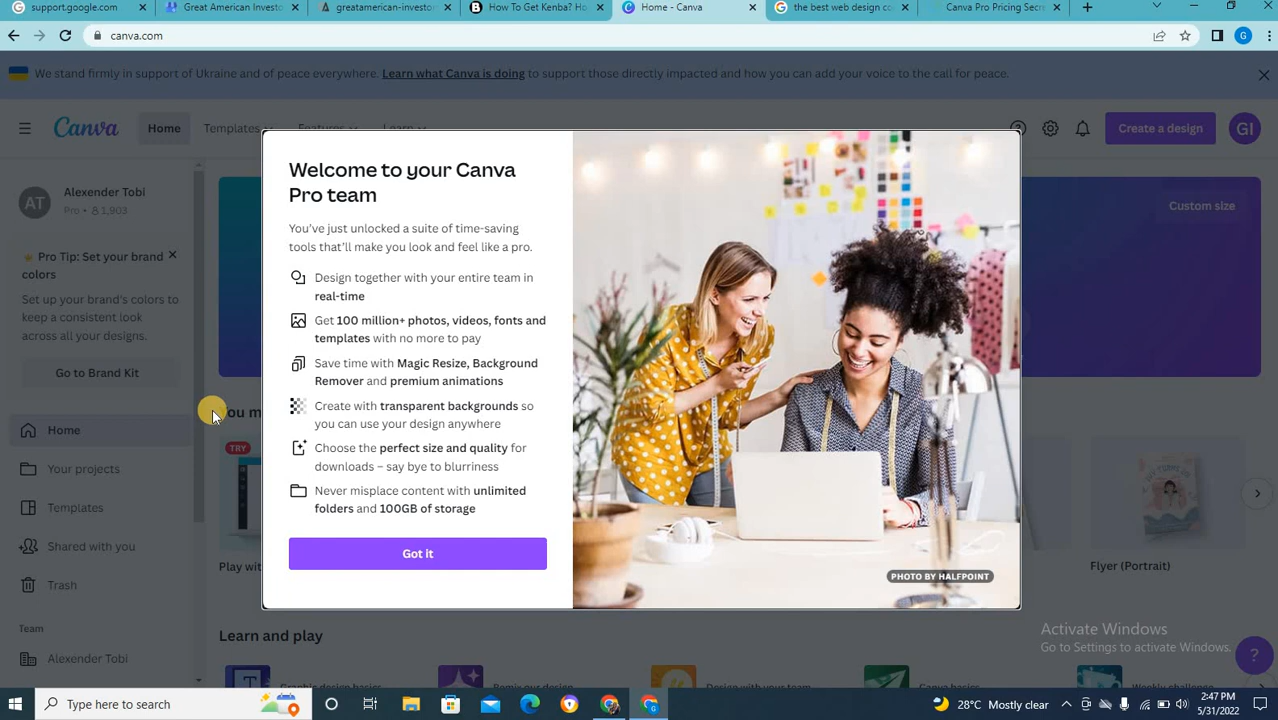 support.google.com
Great American Investo
greatamerican-investor
How To Get Kenba? Ho
Home - Canva
the best web design co
Canva Pro Pricing Secre
canva.com
G
We stand firmly in support of Ukraine and of peace everywhere. Learn what Canva is doing to support those directly impacted and how you can add your voice to the call for peace.
Canva
Home
Templates
Features
Learn
Create a design
GI
AT
Alexender Tobi
Pro • 1,903
Pro Tip: Set your brand
colors
Set up your brand's colors to
keep a consistent look
across all your designs.
Go to Brand Kit
Home
Your projects
Templates
Shared with you
Trash
Team
Alexender Tobi
Custom size
Welcome to your Canva
Pro team
You've just unlocked a suite of time-saving
tools that'll make you look and feel like a pro.
Design together with your entire team in
real-time
Get 100 million+ photos, videos, fonts and
templates with no more to pay
Save time with Magic Resize, Background
Remover and premium animations
Create with transparent backgrounds so
you can use your design anywhere
Choose the perfect size and quality for
downloads – say bye to blurriness
Never misplace content with unlimited
folders and 100GB of storage
Got it
PHOTO BY HALFPOINT
TRY
Flyer (Portrait)
Learn and play
Activate Windows
Go to Settings to activate Windows.
?
Type here to search
28°C Mostly clear
2:47 PM
5/31/2022